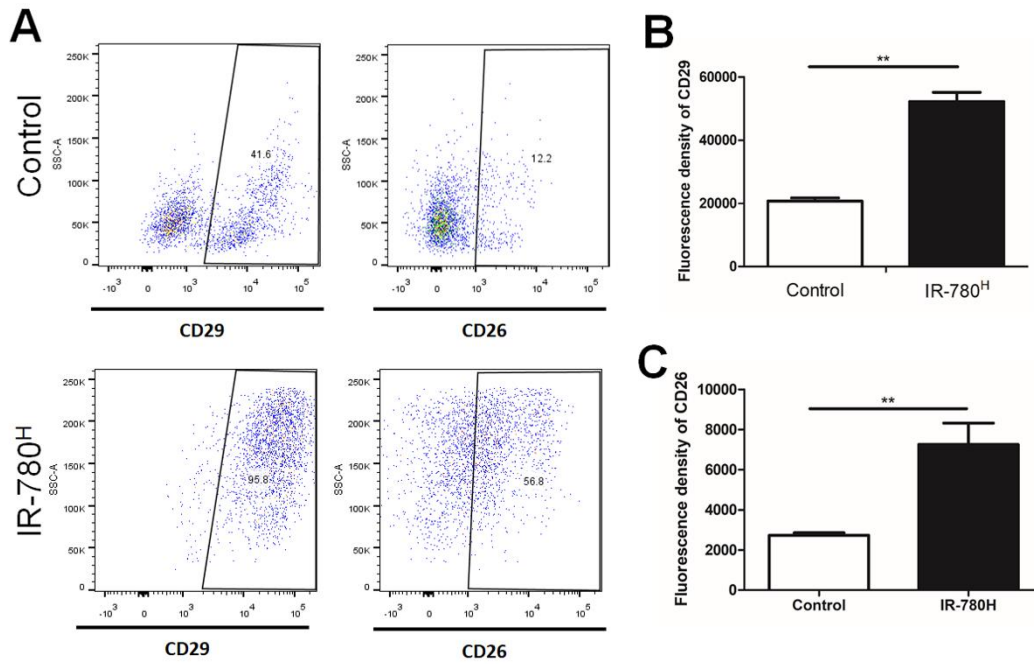 A
Control
250K
200K
150K
100K
50K
0
SSC-A
41.6
-10³ 0 10³ 10⁴ 10⁵
CD29
250K
200K
150K
100K
50K
0
SSC-A
12.2
-10³ 0 10³ 10⁴ 10⁵
CD26
IR-780ᴴ
250K
200K
150K
100K
50K
0
SSC-A
95.8
-10³ 0 10³ 10⁴ 10⁵
CD29
250K
200K
150K
100K
50K
0
SSC-A
56.8
-10³ 0 10³ 10⁴ 10⁵
CD26
B
Fluorescence density of CD29
60000
40000
20000
0
**
Control IR-780ᴴ
C
Fluorescence density of CD26
10000
8000
6000
4000
2000
0
**
Control IR-780H